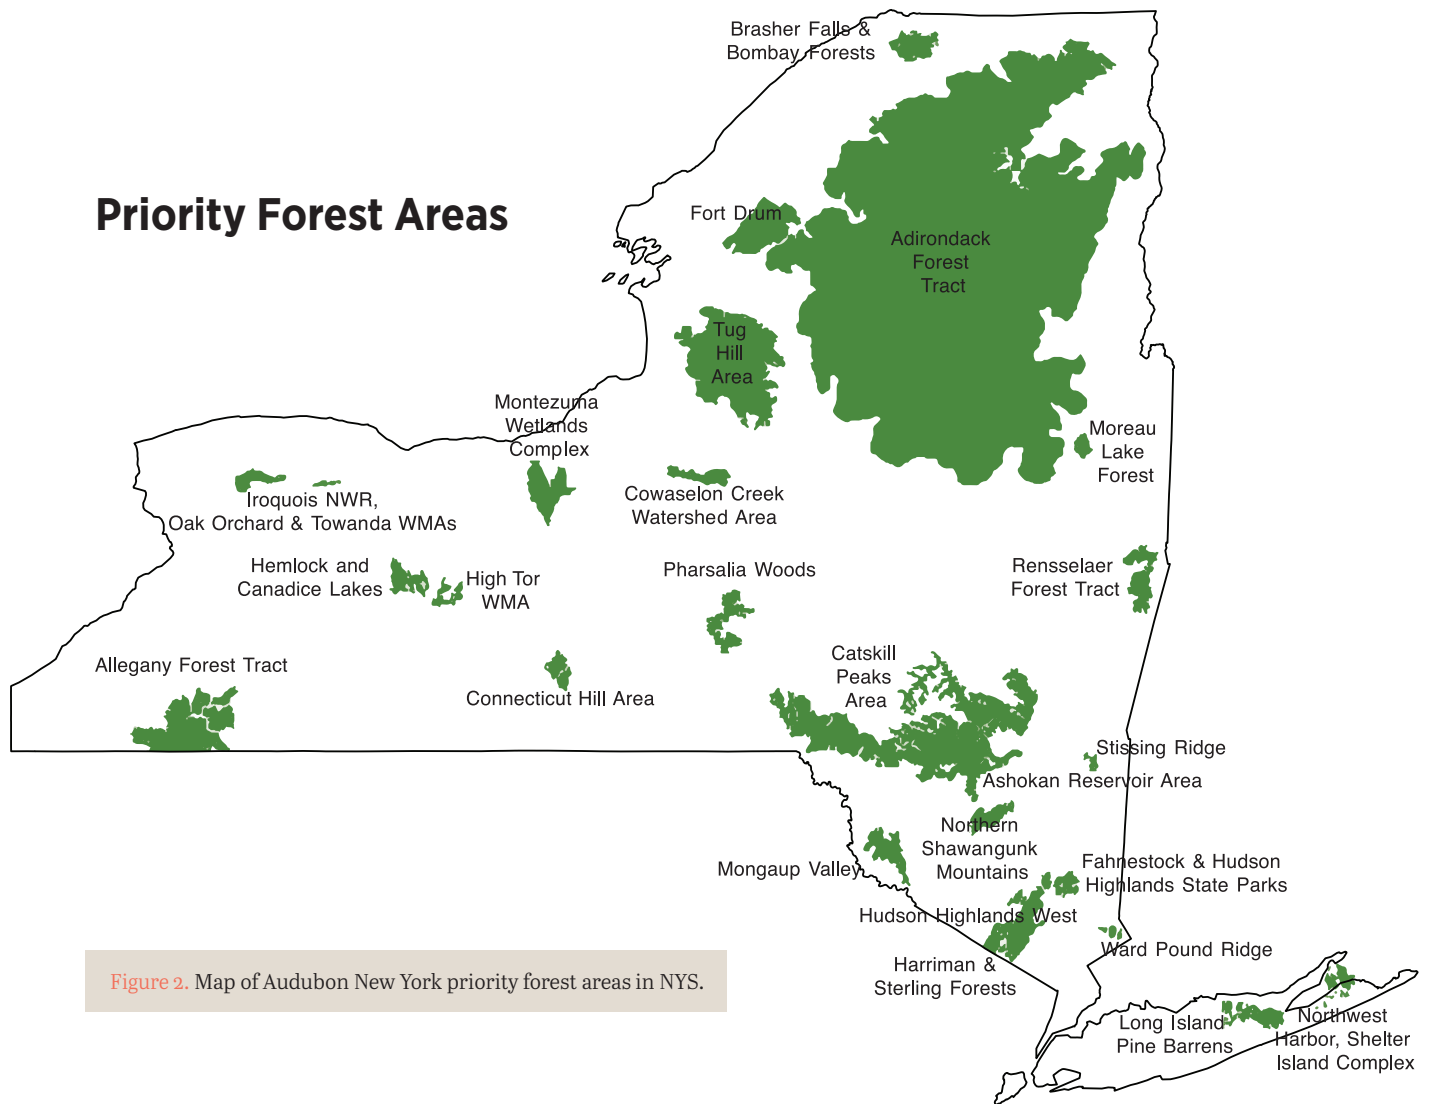 Brasher Falls &
Bombay Forests
Priority Forest Areas
Fort Drum
Adirondack
Forest
Tract
Tug
Hill
Area
Montezuma
Wetlands
Complex
Moreau
Lake
Forest
Iroquois NWR,
Oak Orchard & Towanda WMAs
Cowaselon Creek
Watershed Area
Hemlock and
Canadice Lakes
High Tor
WMA
Pharsalia Woods
Rensselaer
Forest Tract
Allegany Forest Tract
Connecticut Hill Area
Catskill
Peaks
Area
Stissing Ridge
Ashokan Reservoir Area
Northern
Shawangunk
Mountains
Mongaup Valley
Fahnestock & Hudson
Highlands State Parks
Hudson Highlands West
Ward Pound Ridge
Harriman &
Sterling Forests
Long Island
Pine Barrens
Northwest
Harbor, Shelter
Island Complex
Figure 2. Map of Audubon New York priority forest areas in NYS.